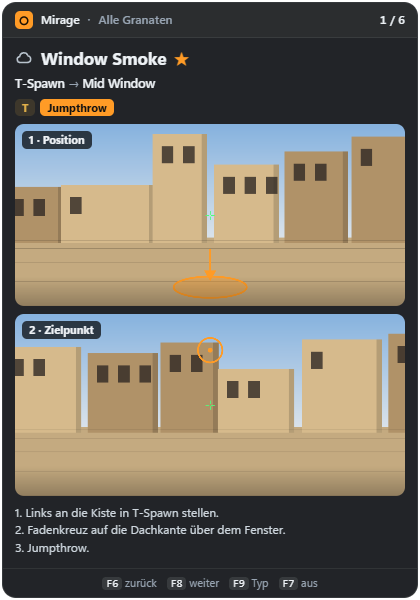 Mirage · Alle Granaten 1 / 6
Window Smoke
T-Spawn → Mid Window
T Jumpthrow
1 · Position
2 · Zielpunkt
1. Links an die Kiste in T-Spawn stellen.
2. Fadenkreuz auf die Dachkante über dem Fenster.
3. Jumpthrow.
F6 zurück F8 weiter F9 Typ F7 aus